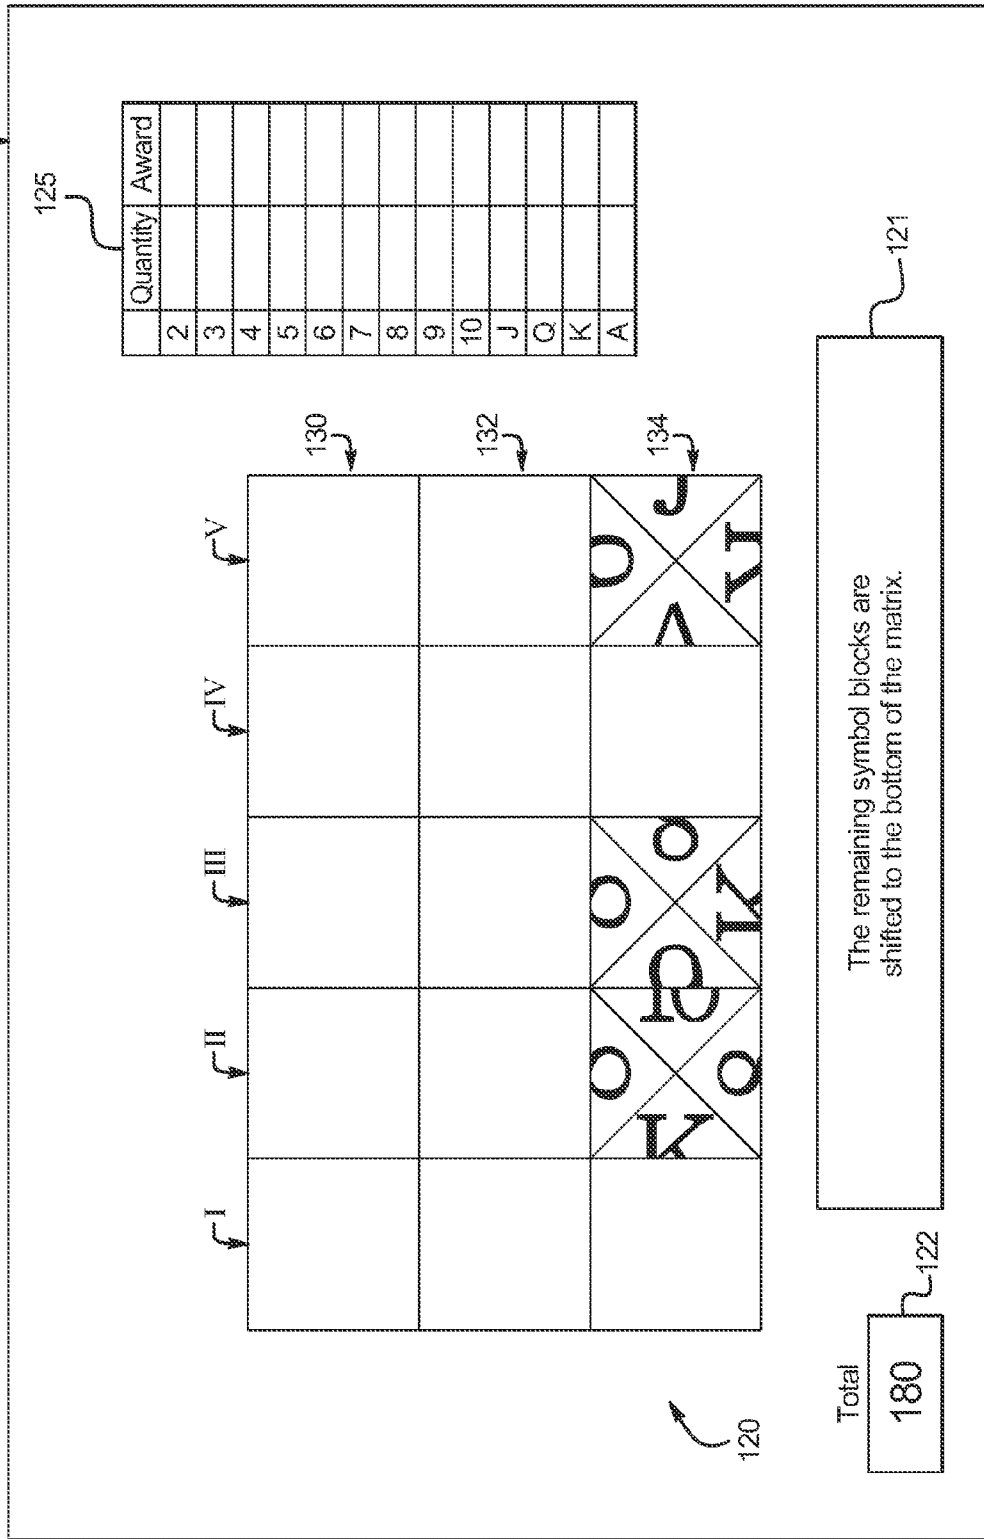 125
Quantity Award
2
3
4
5
6
7
8
9
10
J
Q
K
A
I II III IV V
130
132
134
K
Q
K
J
120
Total
180
122
The remaining symbol blocks are
shifted to the bottom of the matrix.
121